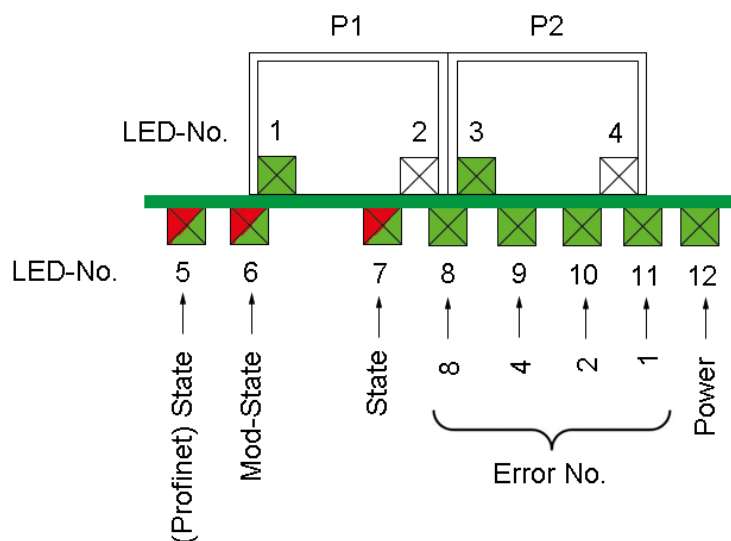 P1 P2
LED-No. 1 2 3 4
LED-No. 5 6 7 8 9 10 11 12
(Profinet) State Mod-State State 8 4 2 1 Power
Error No.